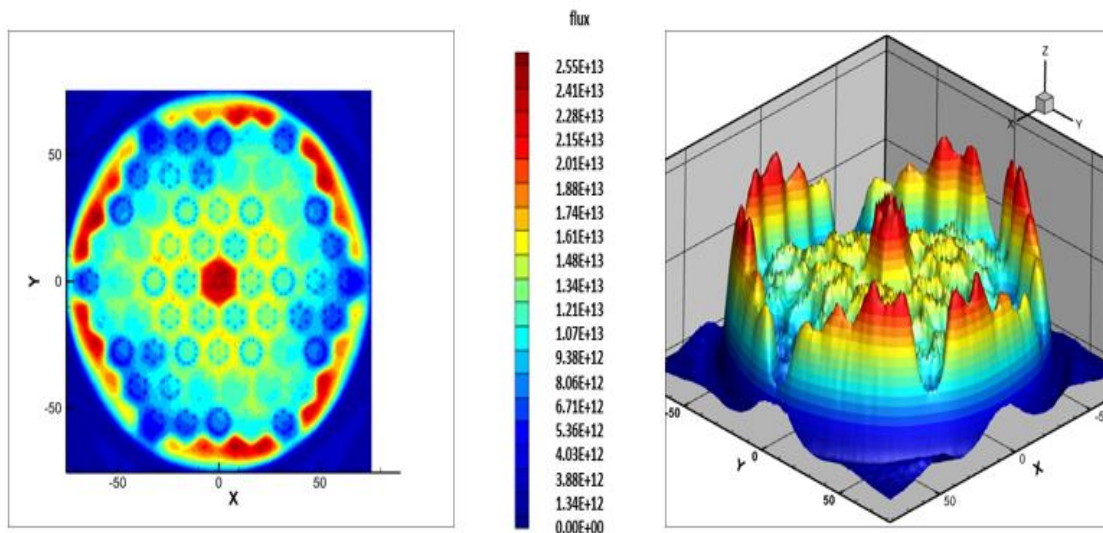 flux
50
0
-50
Y
-50
0
50
X
2.55E+13
2.41E+13
2.28E+13
2.15E+13
2.01E+13
1.88E+13
1.74E+13
1.61E+13
1.48E+13
1.34E+13
1.21E+13
1.07E+13
9.38E+12
8.06E+12
6.71E+12
5.36E+12
4.03E+12
3.88E+12
1.34E+12
0.00E+00
Z
X
Y
-50
0
50
Y
50
0
X